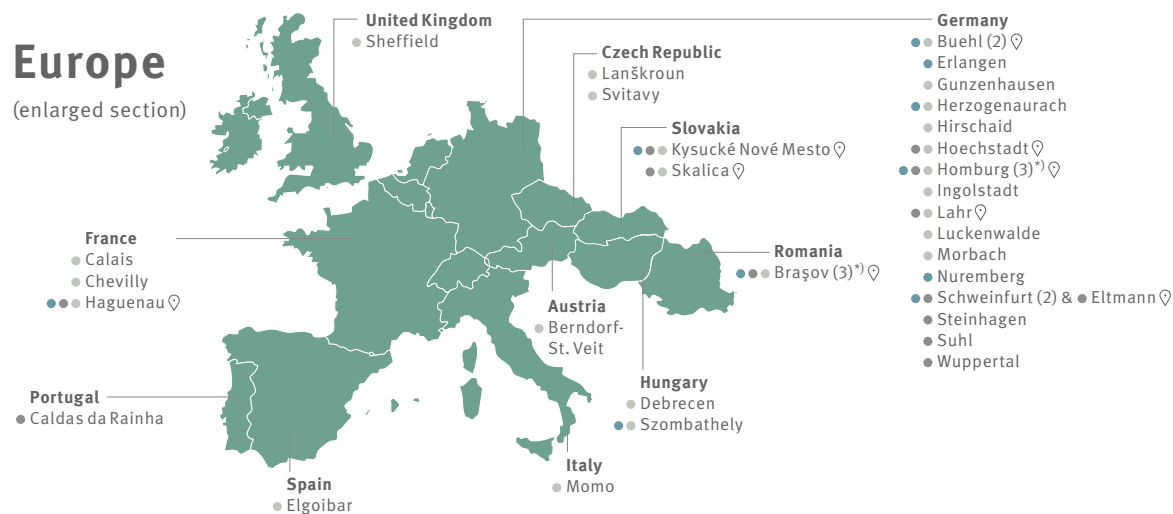 Europe
(enlarged section)
United Kingdom
Sheffield
Czech Republic
Lanškroun
Svitavy
Slovakia
Kysucké Nové Mesto
Skalica
Germany
Buehl (2)
Erlangen
Gunzenhausen
Herzogenaurach
Hirschaid
Hoechstadt
Homburg (3)*)
Ingolstadt
Lahr
Luckenwalde
Morbach
Nuremberg
Schweinfurt (2) & Eltmann
Steinhagen
Suhl
Wuppertal
France
Calais
Chevilly
Haguenau
Romania
Braşov (3)*)
Austria
Berndorf-
St. Veit
Hungary
Debrecen
Szombathely
Portugal
Caldas da Rainha
Italy
Momo
Spain
Elgoibar